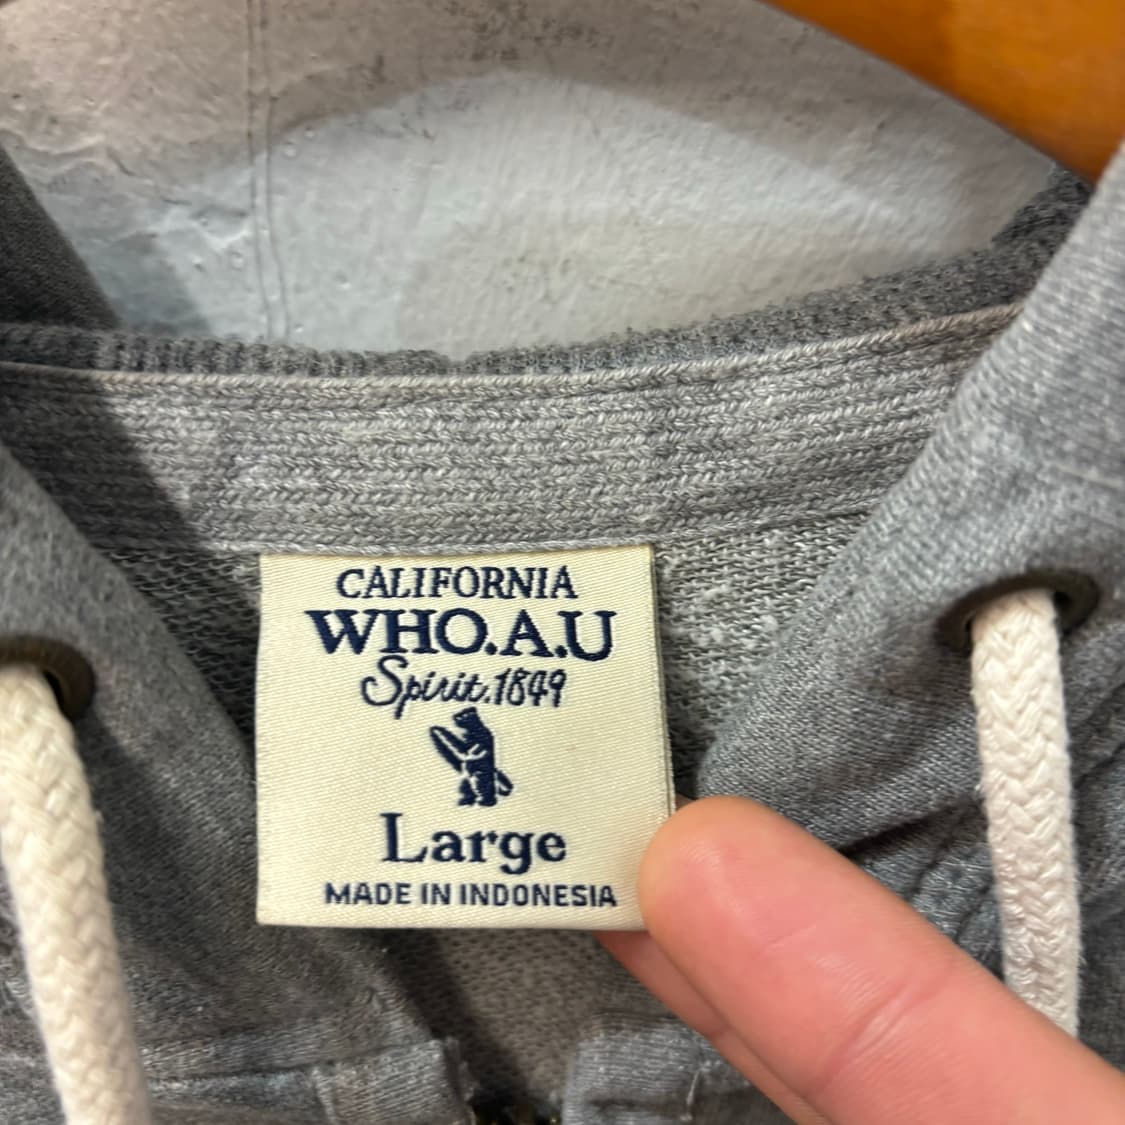 CALIFORNIA
WHO.A.U
Spirit.1849
Large
MADE IN INDONESIA